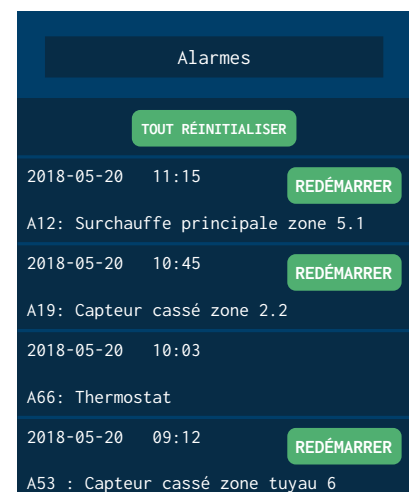 Alarmes
TOUT RÉINITIALISER
2018-05-20 11:15 REDÉMARRER
A12: Surchauffe principale zone 5.1
2018-05-20 10:45 REDÉMARRER
A19: Capteur cassé zone 2.2
2018-05-20 10:03
A66: Thermostat
2018-05-20 09:12 REDÉMARRER
A53 : Capteur cassé zone tuyau 6